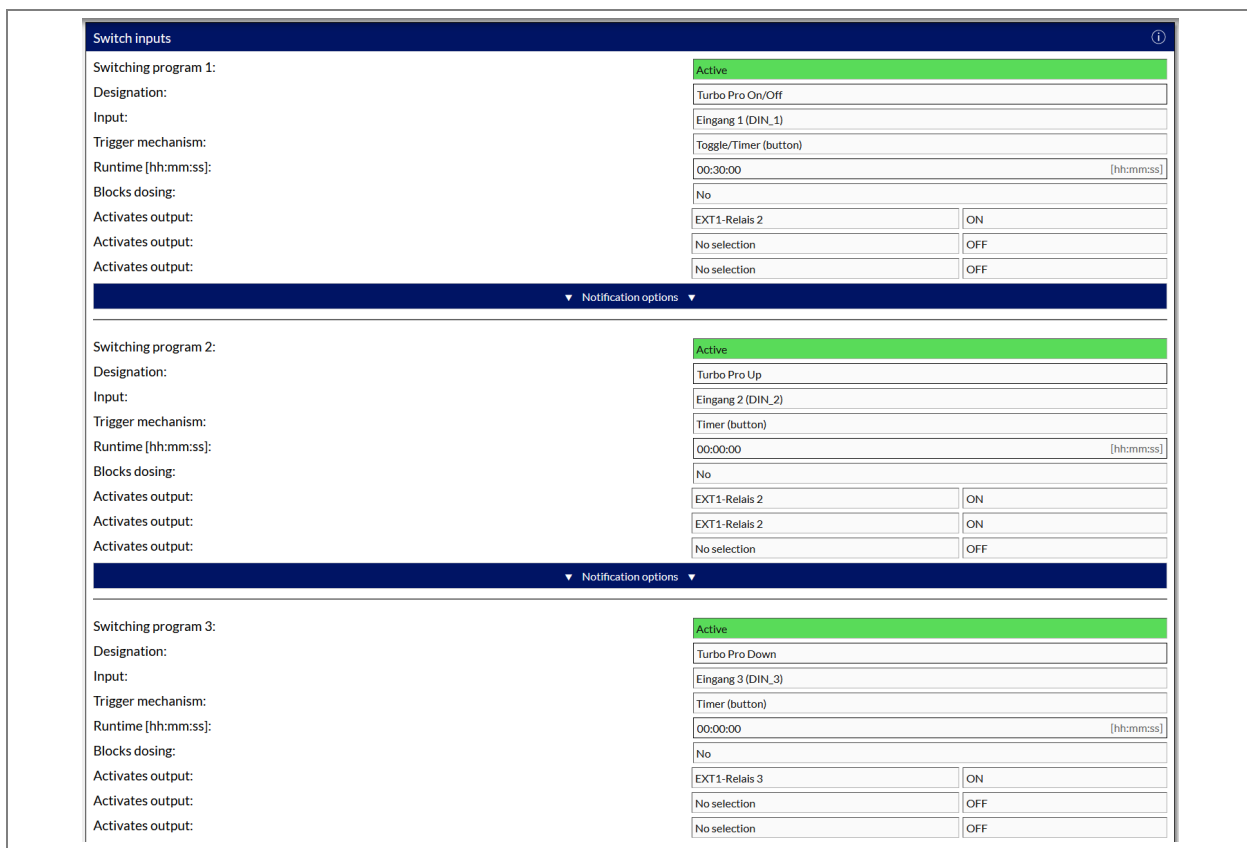 Switch inputs
Switching program 1: Active
Designation: Turbo Pro On/Off
Input: Eingang 1 (DIN_1)
Trigger mechanism: Toggle/Timer (button)
Runtime [hh:mm:ss]: 00:30:00 [hh:mm:ss]
Blocks dosing: No
Activates output: EXT1-Relais 2 ON
Activates output: No selection OFF
Activates output: No selection OFF
▼ Notification options ▼
Switching program 2: Active
Designation: Turbo Pro Up
Input: Eingang 2 (DIN_2)
Trigger mechanism: Timer (button)
Runtime [hh:mm:ss]: 00:00:00 [hh:mm:ss]
Blocks dosing: No
Activates output: EXT1-Relais 2 ON
Activates output: EXT1-Relais 2 ON
Activates output: No selection OFF
▼ Notification options ▼
Switching program 3: Active
Designation: Turbo Pro Down
Input: Eingang 3 (DIN_3)
Trigger mechanism: Timer (button)
Runtime [hh:mm:ss]: 00:00:00 [hh:mm:ss]
Blocks dosing: No
Activates output: EXT1-Relais 3 ON
Activates output: No selection OFF
Activates output: No selection OFF